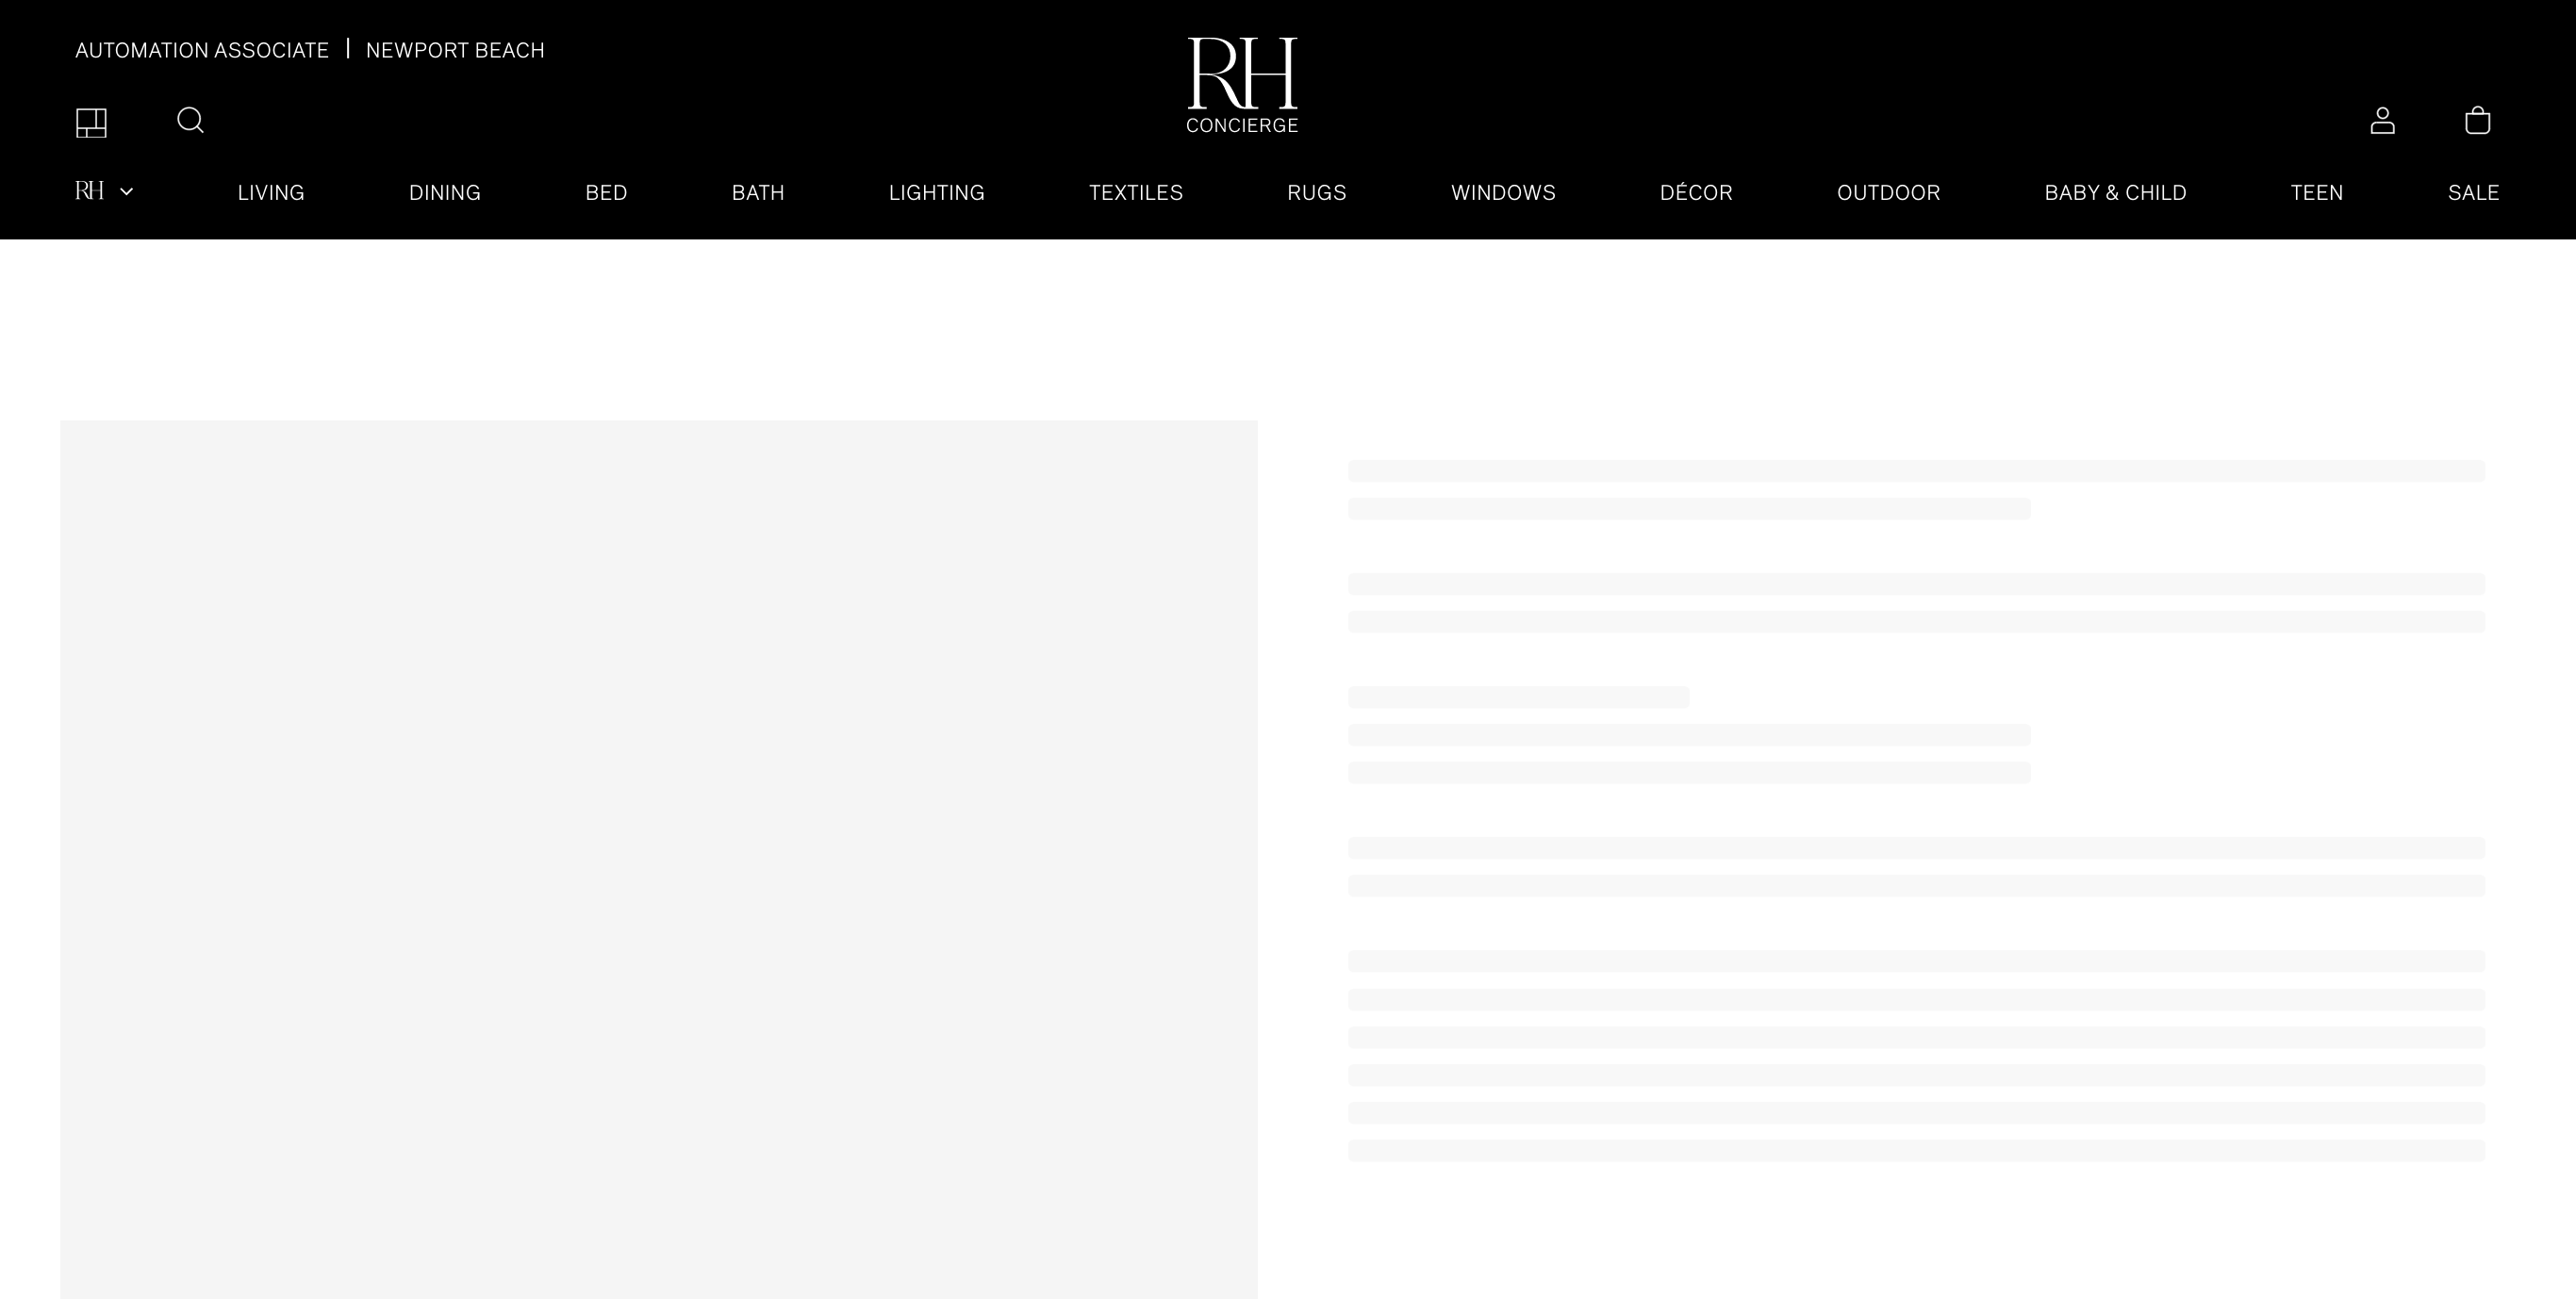 AUTOMATION ASSOCIATE | NEWPORT BEACH
RH
CONCIERGE
RH LIVING DINING BED BATH LIGHTING TEXTILES RUGS WINDOWS DÉCOR OUTDOOR BABY & CHILD TEEN SALE